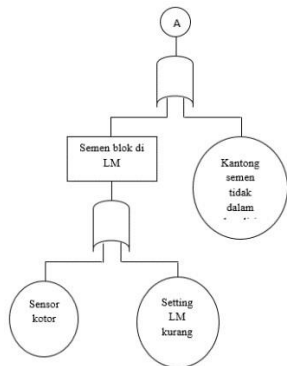 A
Semen blok di
LM
Kantong
semen
tidak
dalam
Sensor
kotor
Setting
LM
kurang